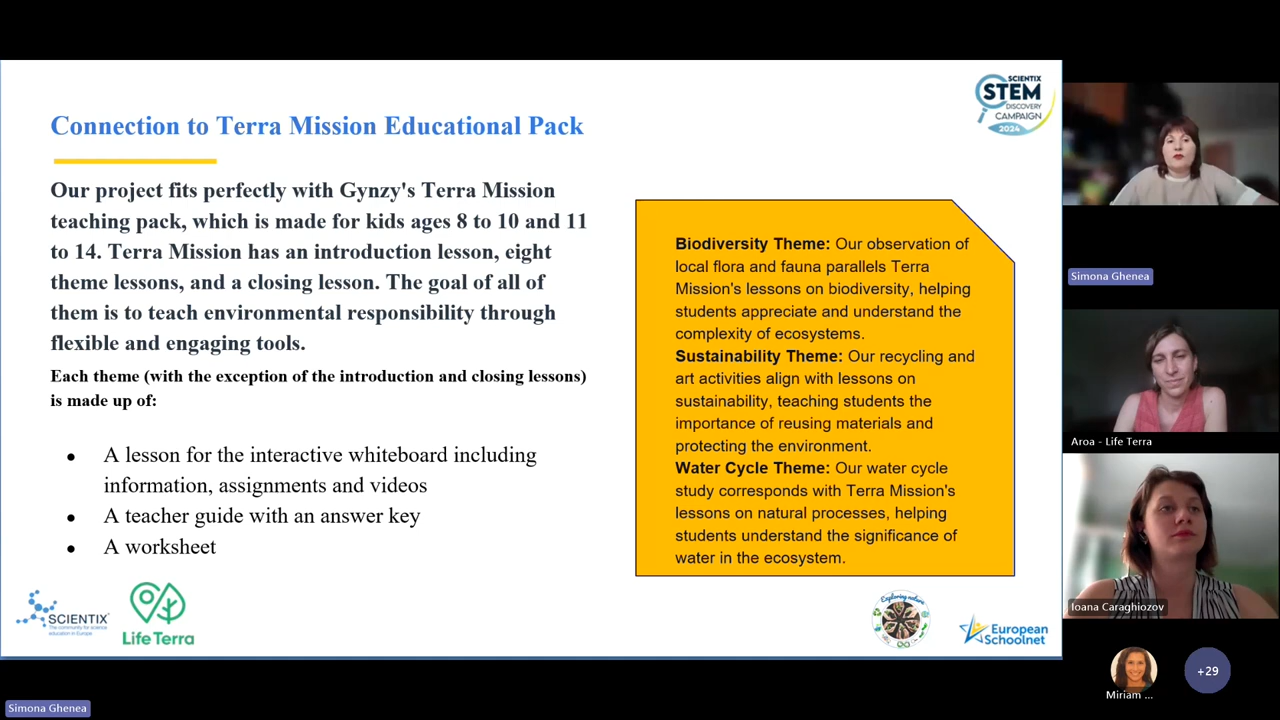 SCIENTIX
STEM
DISCOVERY
CAMPAIGN
2024
Connection to Terra Mission Educational Pack
Our project fits perfectly with Gynzy's Terra Mission
teaching pack, which is made for kids ages 8 to 10 and 11
to 14. Terra Mission has an introduction lesson, eight
theme lessons, and a closing lesson. The goal of all of
them is to teach environmental responsibility through
flexible and engaging tools.
Each theme (with the exception of the introduction and closing lessons)
is made up of:
● A lesson for the interactive whiteboard including
information, assignments and videos
● A teacher guide with an answer key
● A worksheet
Biodiversity Theme: Our observation of
local flora and fauna parallels Terra
Mission's lessons on biodiversity, helping
students appreciate and understand the
complexity of ecosystems.
Sustainability Theme: Our recycling and
art activities align with lessons on
sustainability, teaching students the
importance of reusing materials and
protecting the environment.
Water Cycle Theme: Our water cycle
study corresponds with Terra Mission's
lessons on natural processes, helping
students understand the significance of
water in the ecosystem.
SCIENTIX
The community for science
education in Europe
Life Terra
Exploring nature
European
Schoolnet
Simona Ghenea
Aroa - Life Terra
Ioana Caraghiozov
Miriam ...
+29
Simona Ghenea